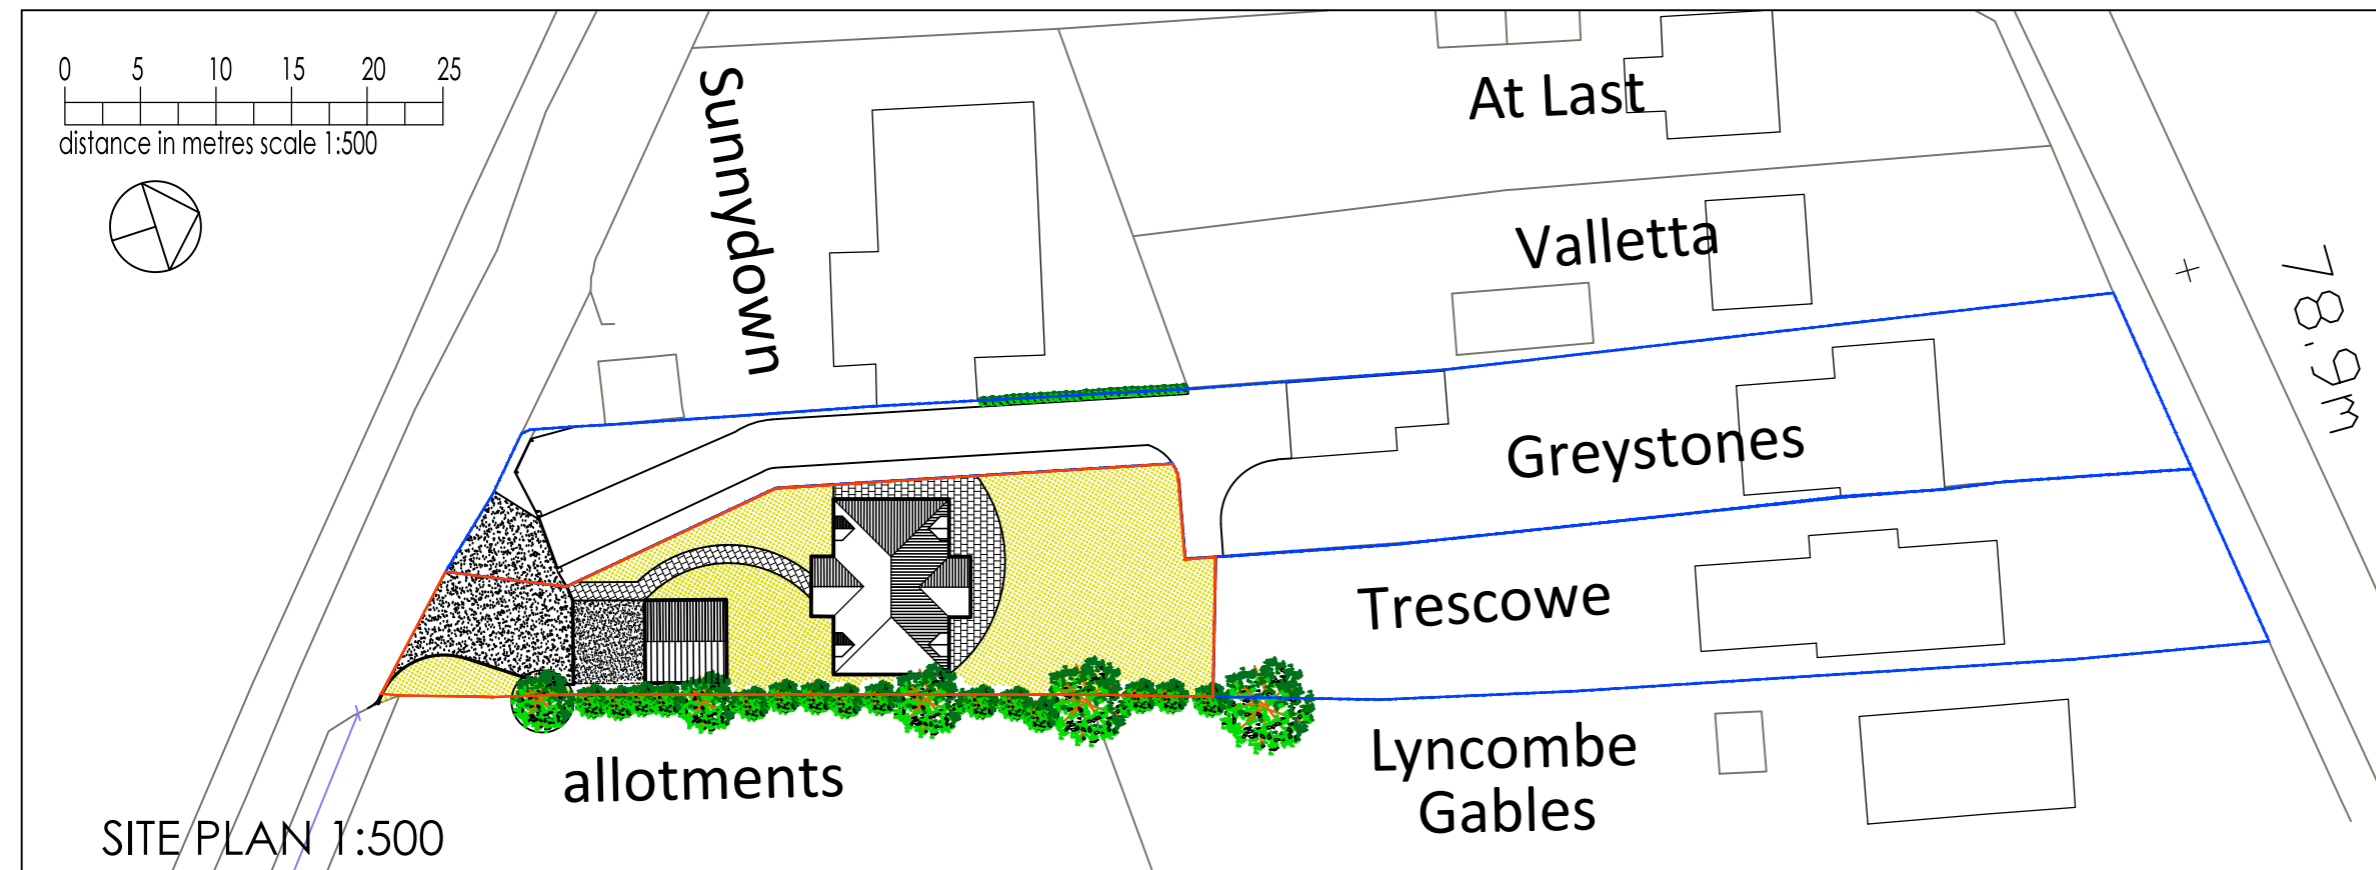 0 5 10 15 20 25
distance in metres scale 1:500
Sunnydown
At Last
Valletta
78.9m
Greystones
Trescowe
Lyncombe
Gables
allotments
SITE PLAN 1:500